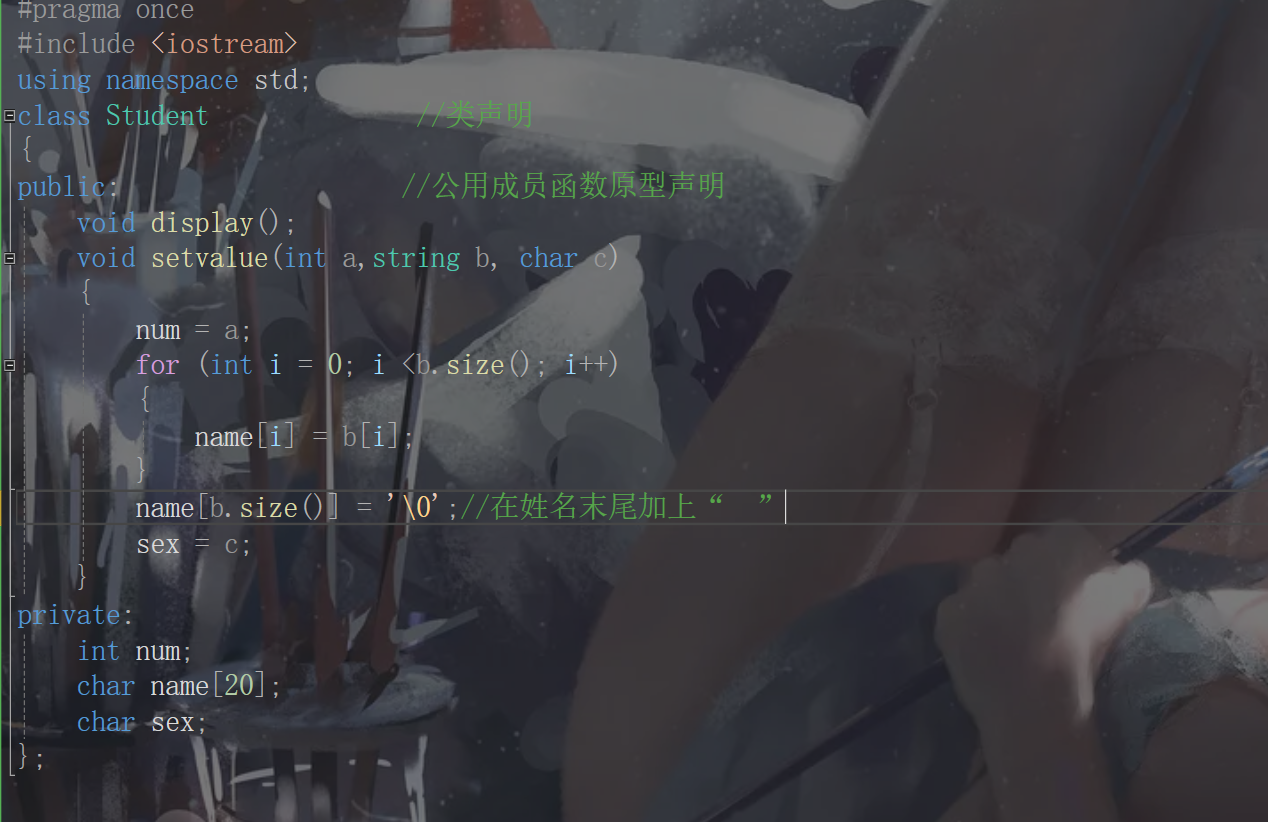 #pragma once
#include <iostream>
using namespace std;
class Student //类声明
{
public: //公用成员函数原型声明
void display();
void setvalue(int a,string b, char c)
{
num = a;
for (int i = 0; i <b.size(); i++)
{
name[i] = b[i];
}
name[b.size()] = '\0';//在姓名末尾加上“  ”
sex = c;
}
private:
int num;
char name[20];
char sex;
};